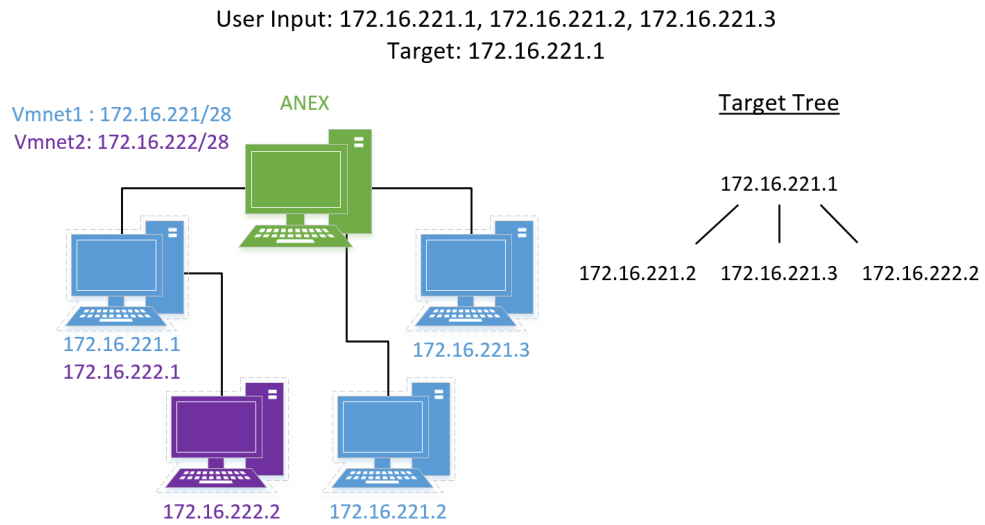 User Input: 172.16.221.1, 172.16.221.2, 172.16.221.3
Target: 172.16.221.1
Vmnet1 : 172.16.221/28
Vmnet2: 172.16.222/28
ANEX
Target Tree
172.16.221.1
172.16.221.2 172.16.221.3 172.16.222.2
172.16.221.1
172.16.222.1
172.16.221.3
172.16.222.2
172.16.221.2